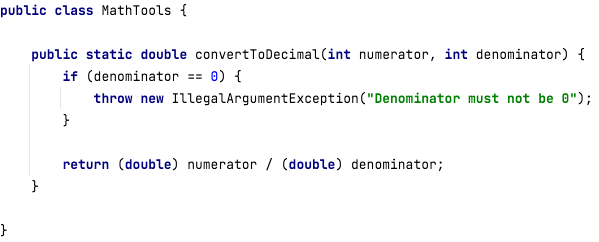 public class MathTools {
public static double convertToDecimal(int numerator, int denominator) {
if (denominator == 0) {
throw new IllegalArgumentException("Denominator must not be 0");
}
return (double) numerator / (double) denominator;
}
}